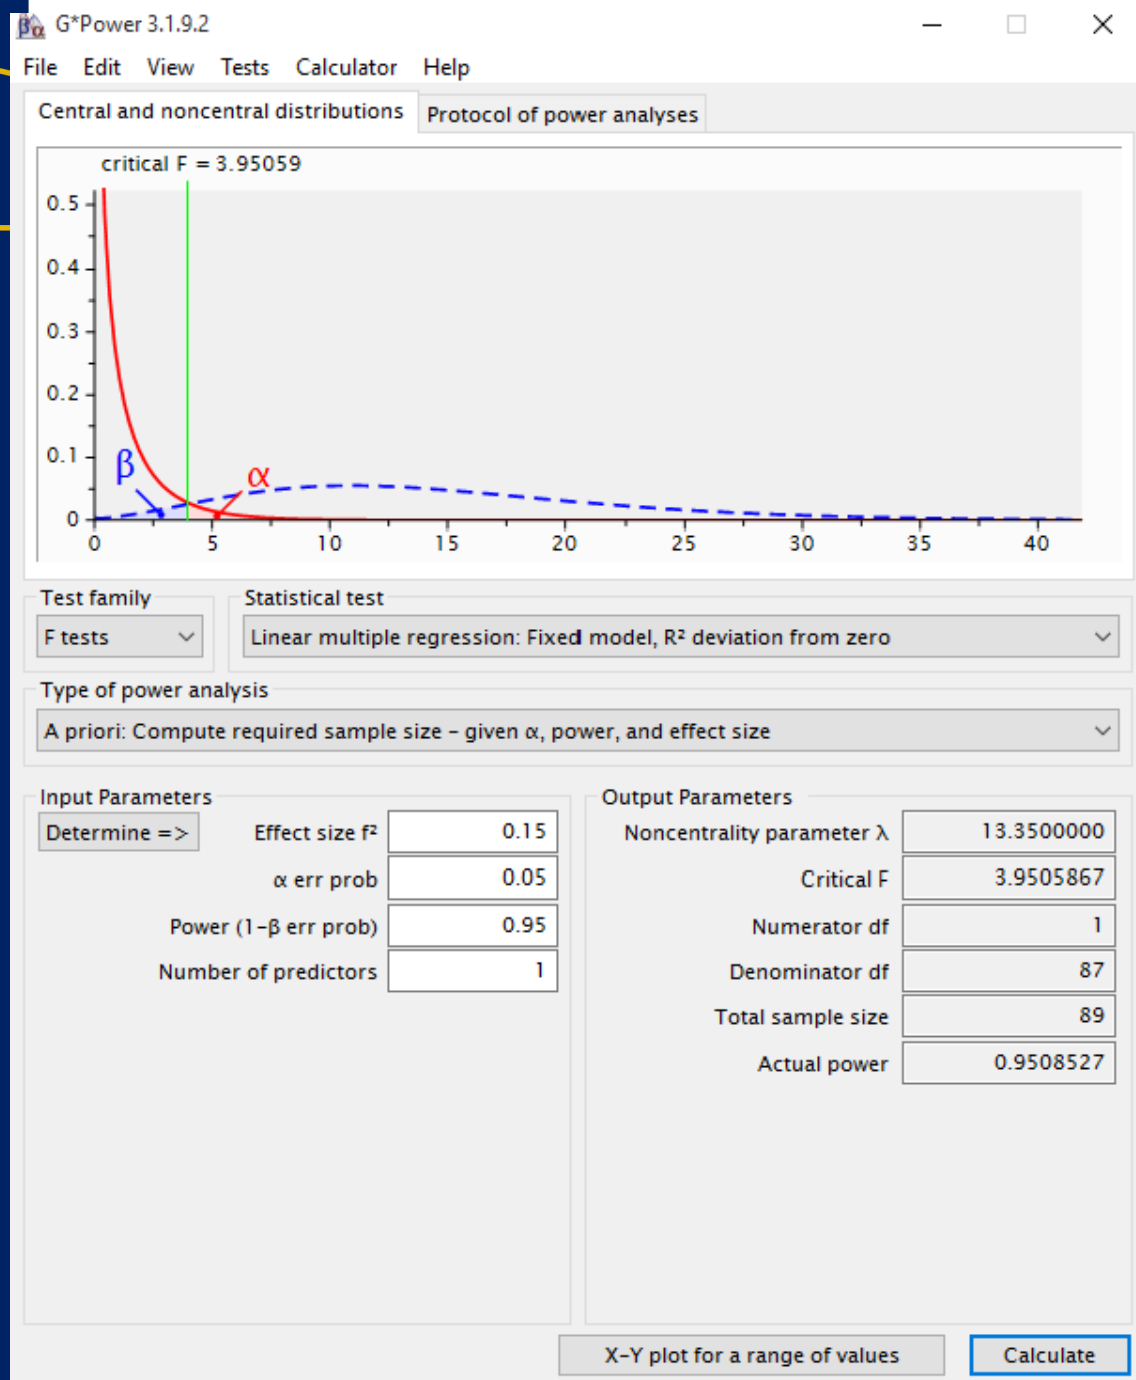 G*Power 3.1.9.2
File Edit View Tests Calculator Help
Central and noncentral distributions Protocol of power analyses
critical F = 3.95059
0.5
0.4
0.3
0.2
0.1
0
β α
0 5 10 15 20 25 30 35 40
Test family Statistical test
F tests Linear multiple regression: Fixed model, R² deviation from zero
Type of power analysis
A priori: Compute required sample size – given α, power, and effect size
Input Parameters Output Parameters
Determine => Effect size f² 0.15 Noncentrality parameter λ 13.3500000
α err prob 0.05 Critical F 3.9505867
Power (1-β err prob) 0.95 Numerator df 1
Number of predictors 1 Denominator df 87
Total sample size 89
Actual power 0.9508527
X-Y plot for a range of values Calculate